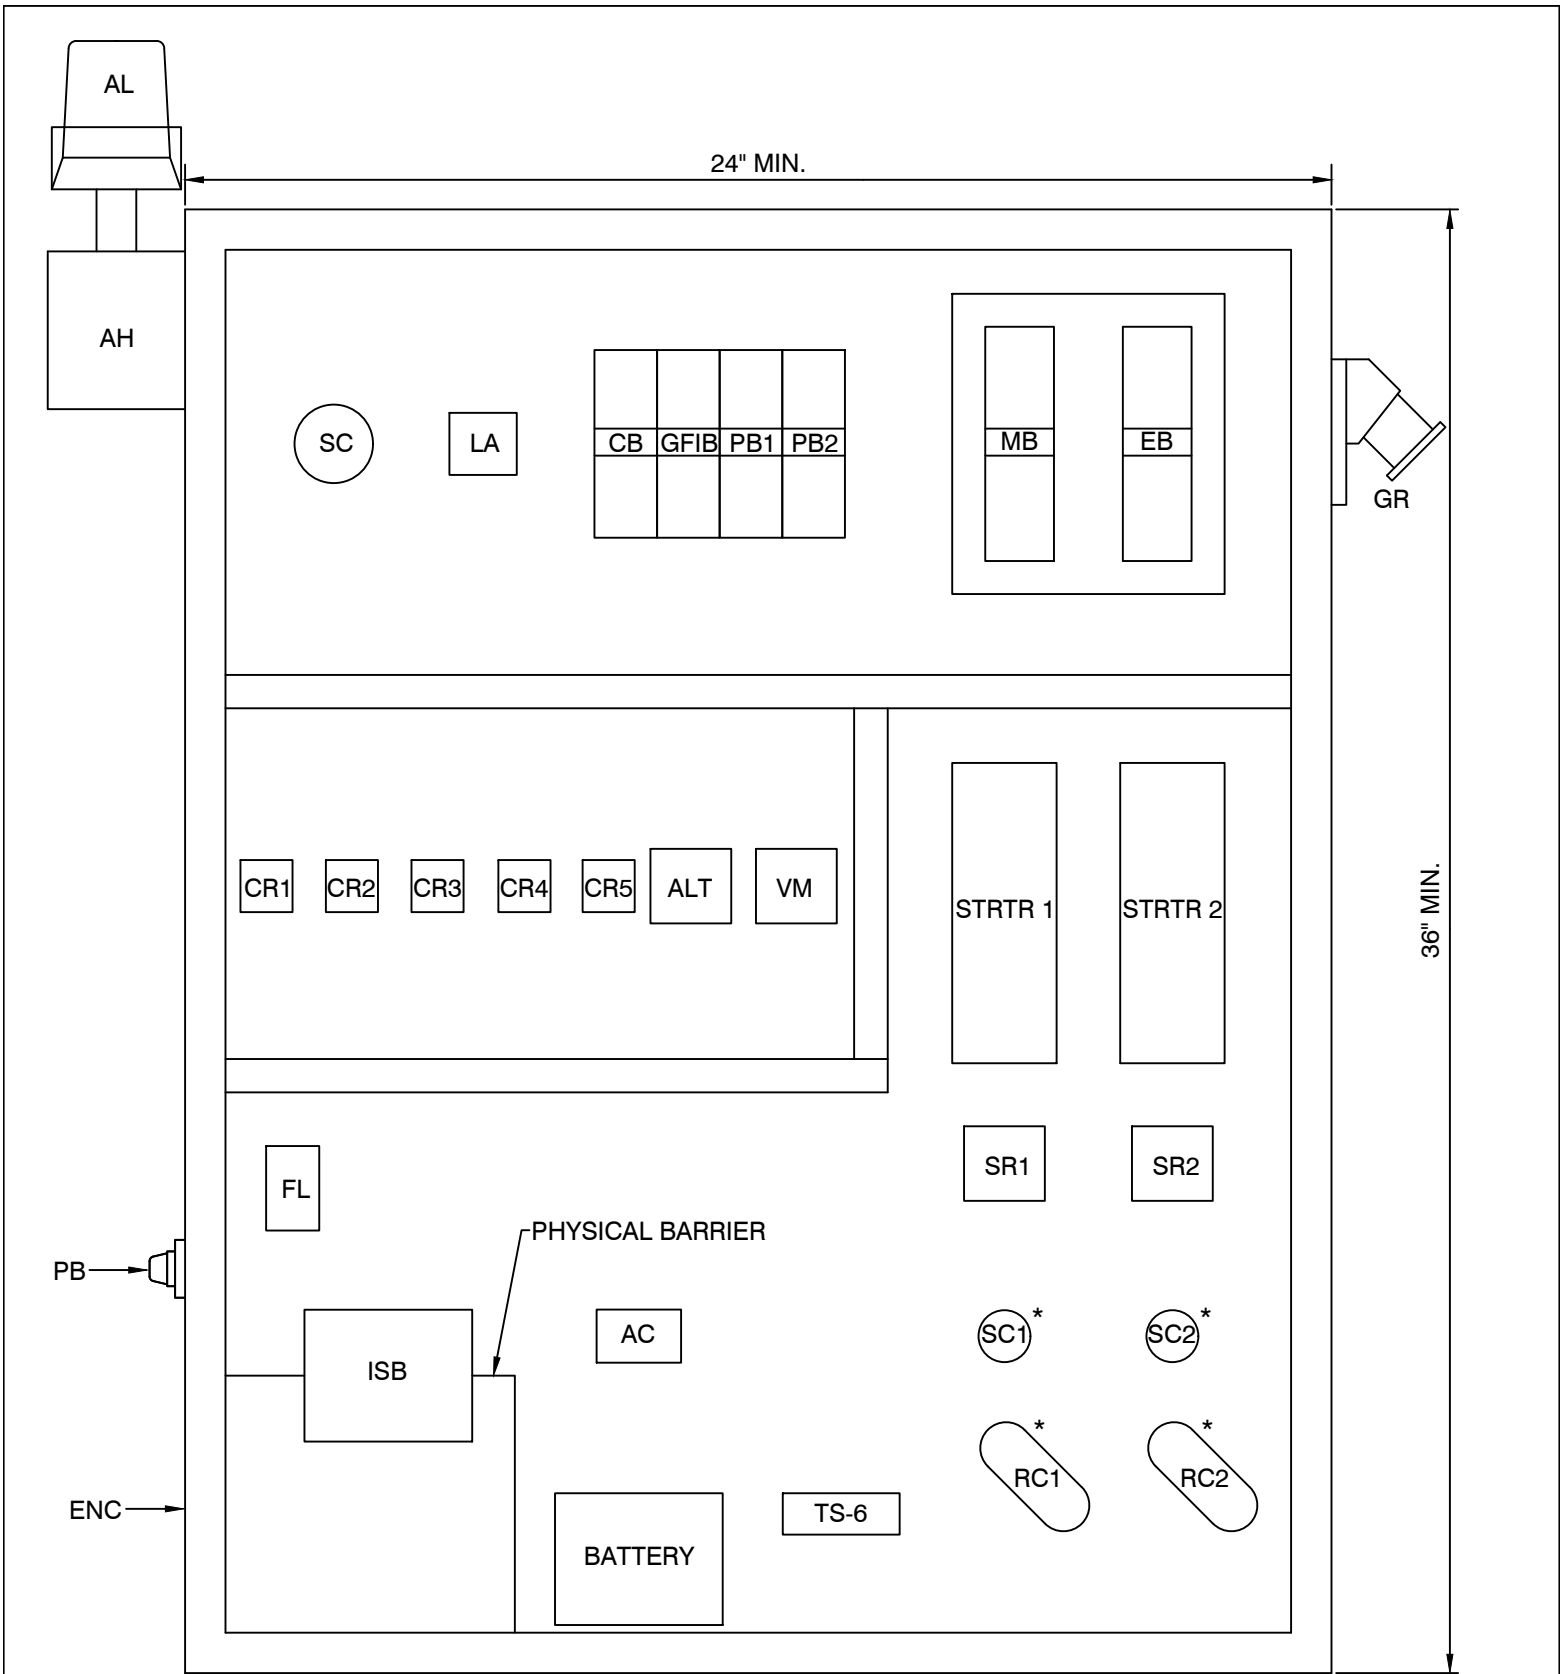 AL
24" MIN.
AH
SC
LA
CB
GFIB
PB1
PB2
MB
EB
GR
CR1
CR2
CR3
CR4
CR5
ALT
VM
STRTR 1
STRTR 2
36" MIN.
FL
SR1
SR2
PHYSICAL BARRIER
PB
ISB
AC
SC1*
SC2*
RC1*
RC2*
ENC
TS-6
BATTERY